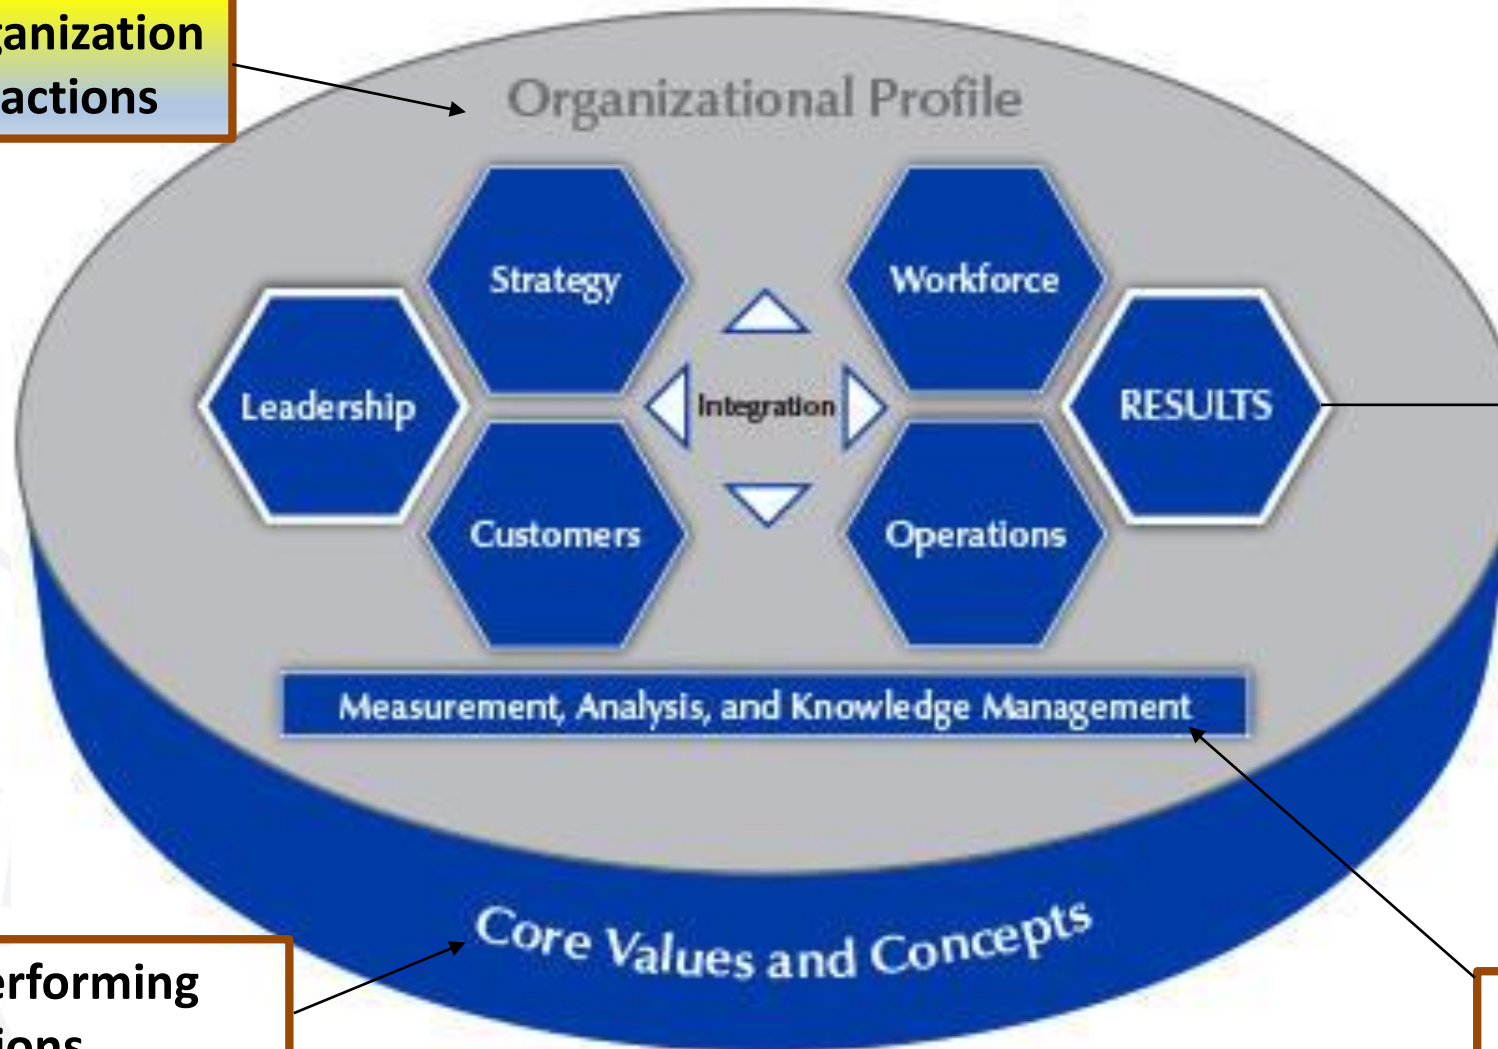 ganization
actions
Organizational Profile
Strategy
Workforce
Leadership
Integration
RESULTS
Customers
Operations
Measurement, Analysis, and Knowledge Management
Core Values and Concepts
erforming
ions